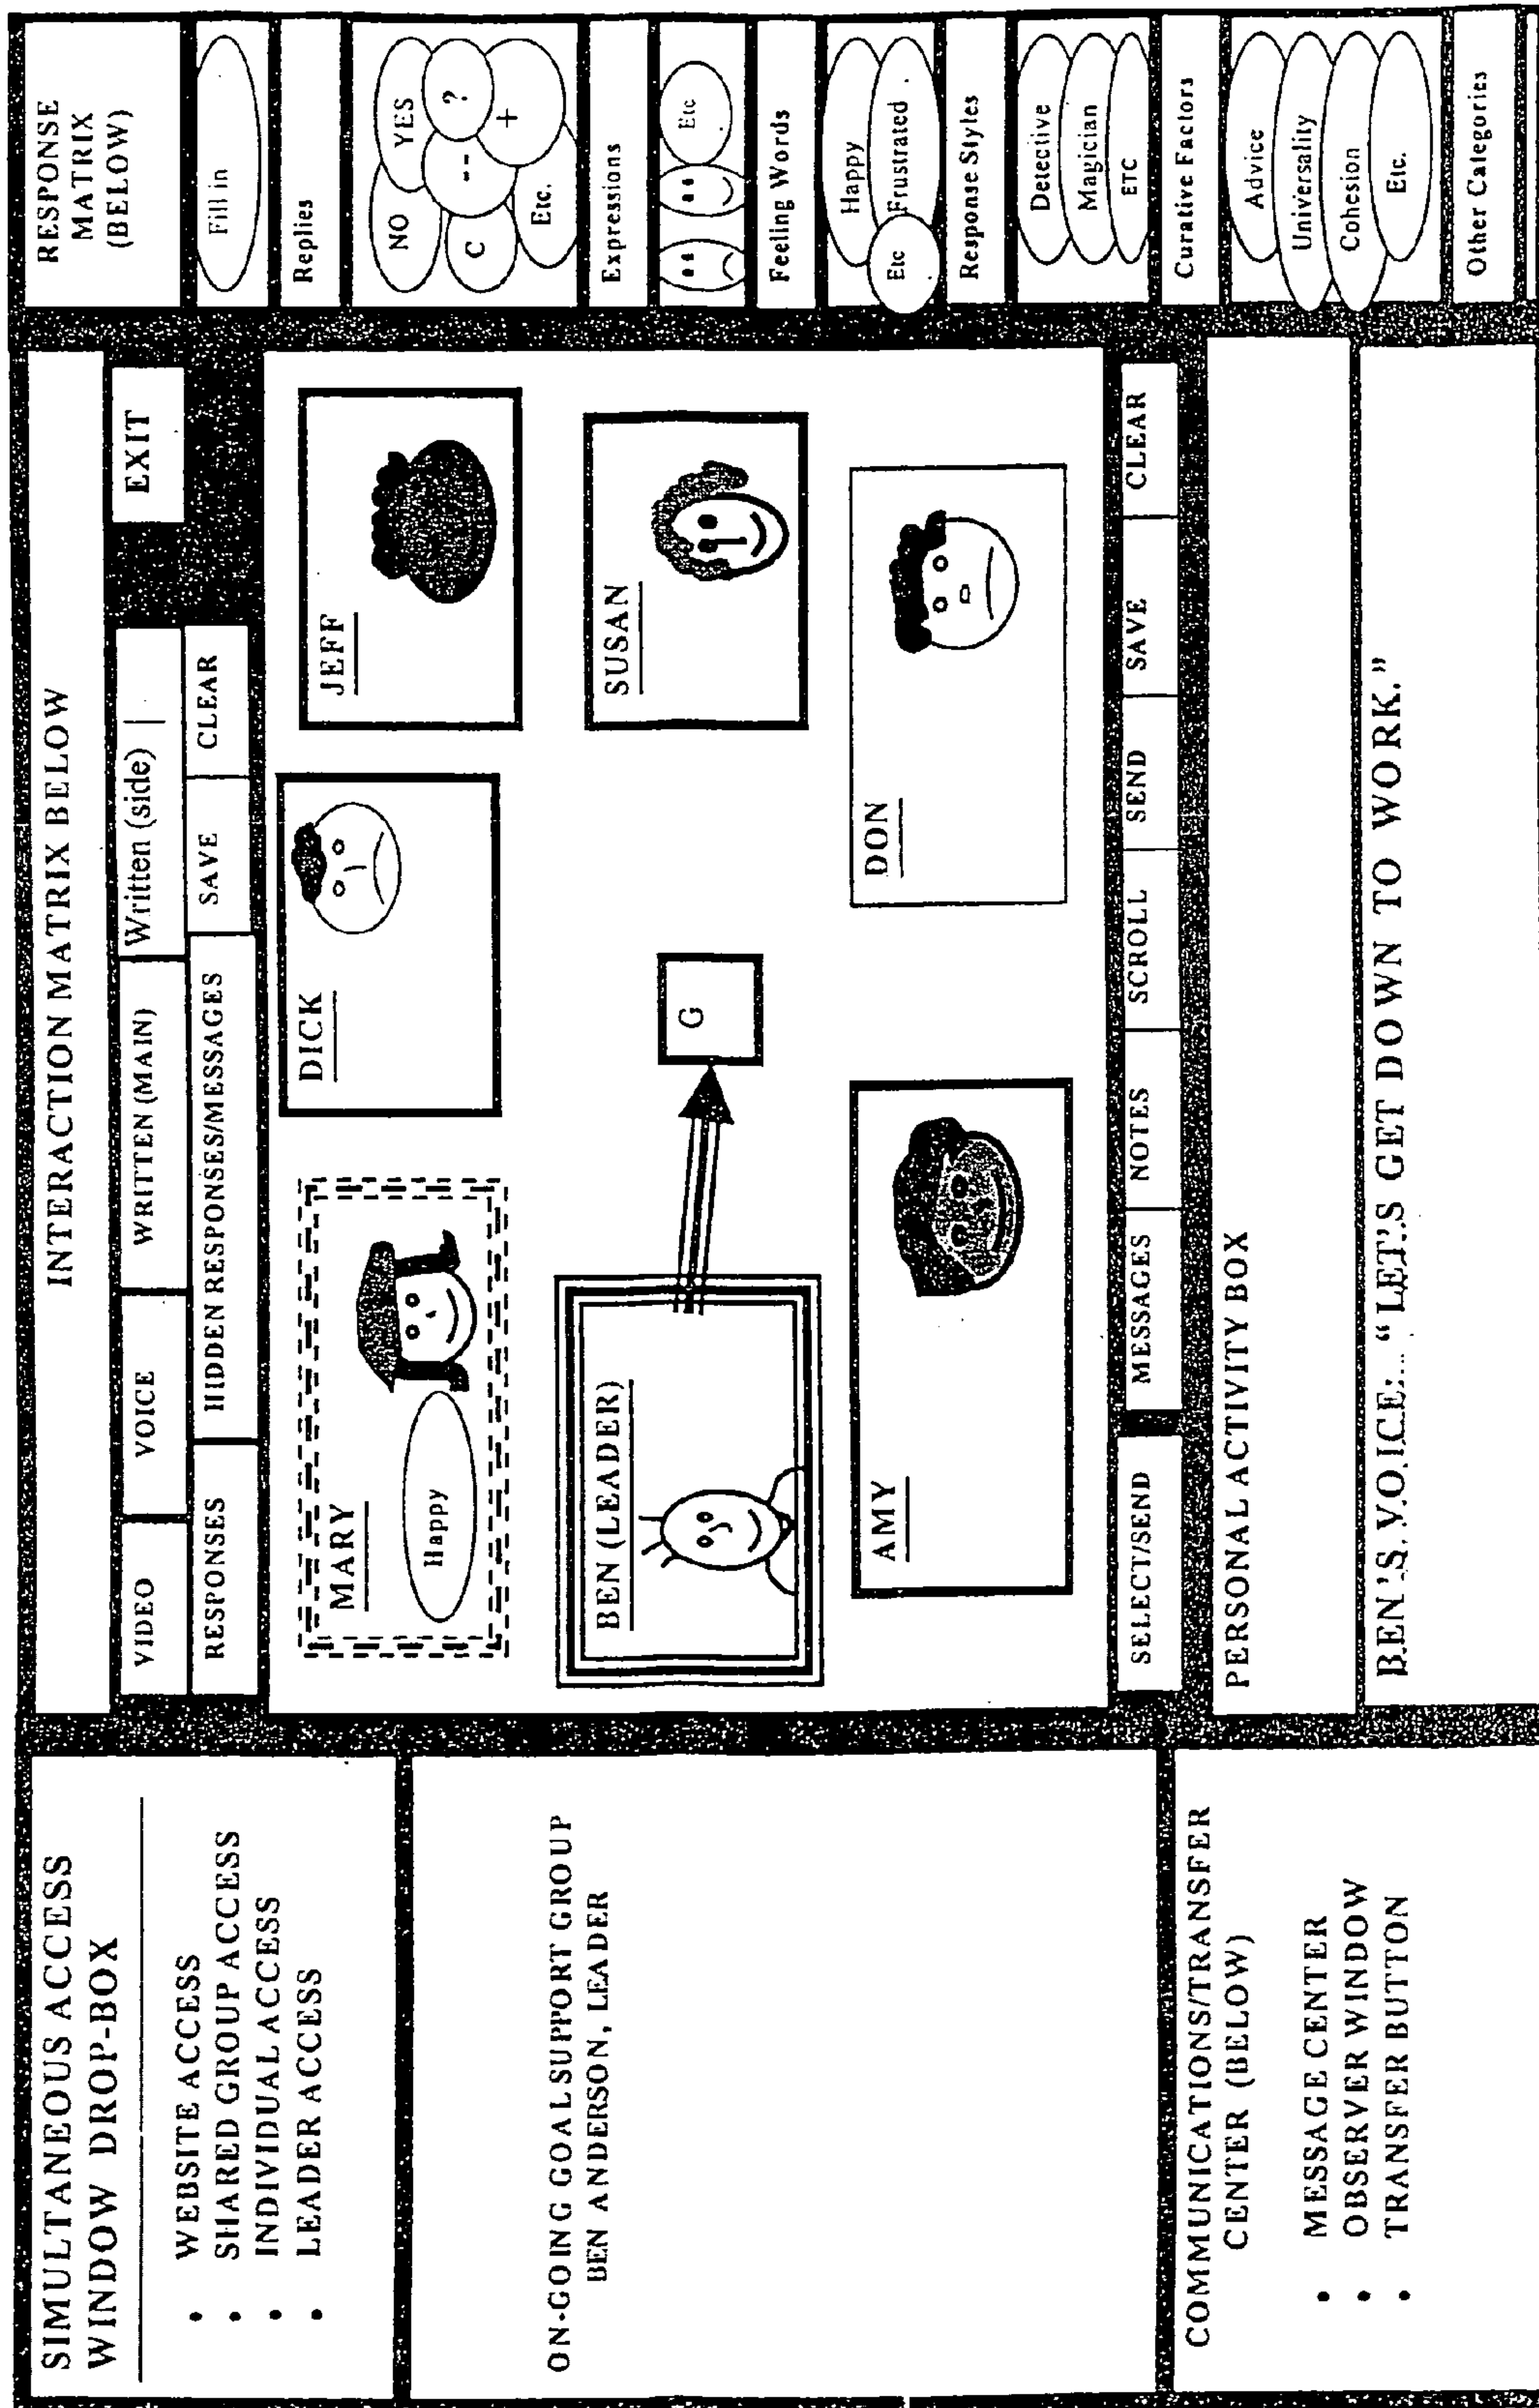 SIMULTANEOUS ACCESS
WINDOW DROP-BOX
• WEBSITE ACCESS
• SHARED GROUP ACCESS
• INDIVIDUAL ACCESS
• LEADER ACCESS
ON-GOING GOAL SUPPORT GROUP
BEN ANDERSON, LEADER
COMMUNICATIONS/TRANSFER
CENTER (BELOW)
• MESSAGE CENTER
• OBSERVER WINDOW
• TRANSFER BUTTON
INTERACTION MATRIX BELOW
VIDEO VOICE WRITTEN (MAIN) Written (side) EXIT
RESPONSES HIDDEN RESPONSES/MESSAGES SAVE CLEAR
MARY
Happy
DICK
JEFF
BEN (LEADER)
G
SUSAN
AMY
DON
SELECT/SEND MESSAGES NOTES SCROLL SEND SAVE CLEAR
PERSONAL ACTIVITY BOX
BEN'S VOICE:... "LET'S GET DOWN TO WORK."
RESPONSE
MATRIX
(BELOW)
Fill in
Replies
NO YES
C -- ?
Etc. +
Expressions
Etc
Feeling Words
Happy
Etc Frustrated
Response Styles
Detective
Magician
ETC
Curative Factors
Advice
Universality
Cohesion
Etc.
Other Categories